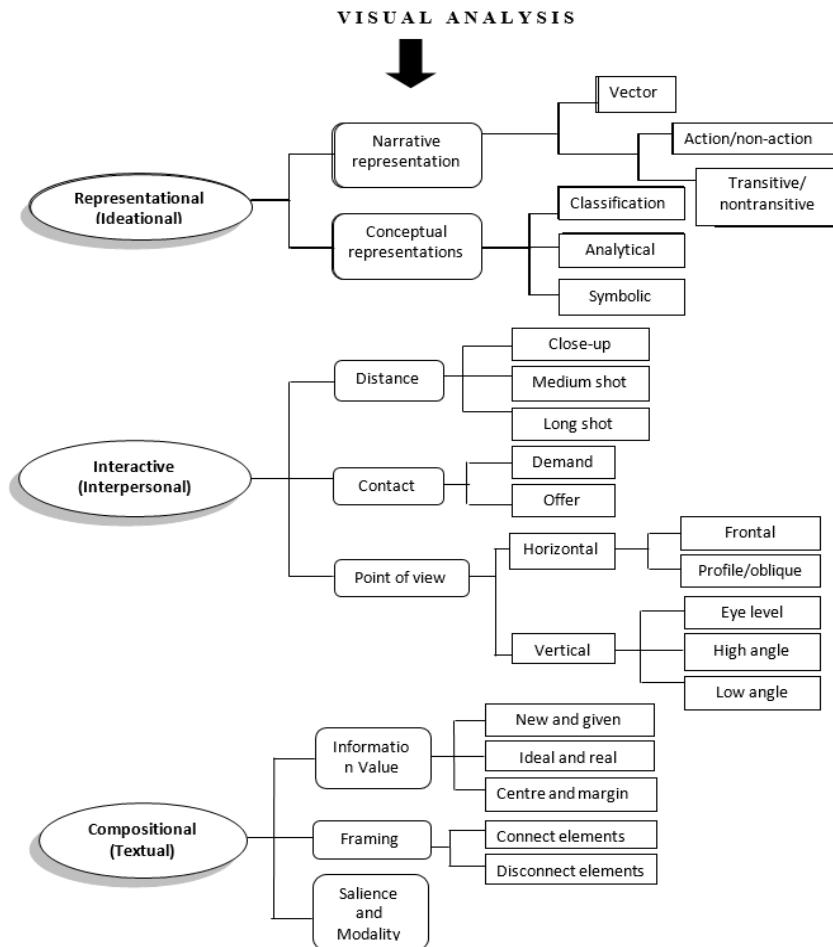 VISUAL ANALYSIS
Representational
(Ideational)
Narrative
representation
Vector
Action/non-action
Transitive/
nontransitive
Conceptual
representations
Classification
Analytical
Symbolic
Interactive
(Interpersonal)
Distance
Close-up
Medium shot
Long shot
Contact
Demand
Offer
Point of view
Horizontal
Frontal
Profile/oblique
Vertical
Eye level
High angle
Low angle
Compositional
(Textual)
Informatio
n Value
New and given
Ideal and real
Centre and margin
Framing
Connect elements
Disconnect elements
Salience
and
Modality